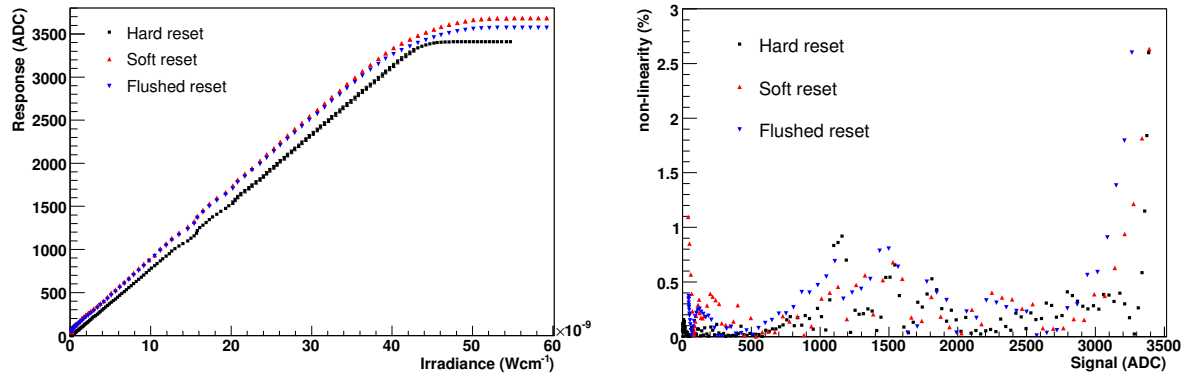 Response (ADC)
3500
3000
2500
2000
1500
1000
500
0
Hard reset
Soft reset
Flushed reset
0 10 20 30 40 50 60
×10⁻⁹
Irradiance (Wcm⁻¹)
non-linearity (%)
3
2.5
2
1.5
1
0.5
0
Hard reset
Soft reset
Flushed reset
0 500 1000 1500 2000 2500 3000 3500
Signal (ADC)